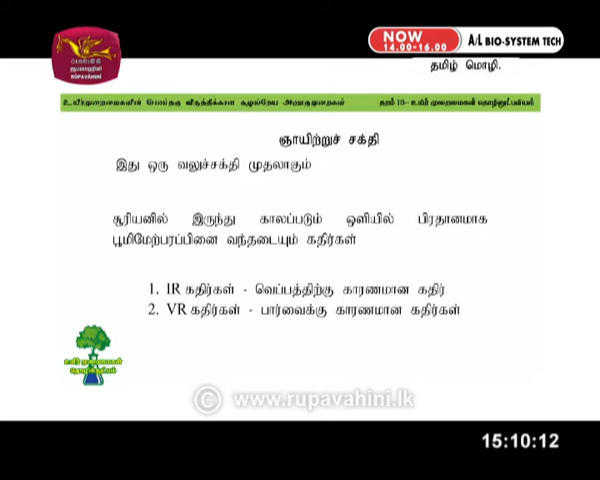 NOW
14.00-16.00
A/L BIO-SYSTEM TECH
தமிழ் மொழி.
RUPAVAHINI
ஞாயிற்றுச் சக்தி
இது ஒரு வலுச்சக்தி முதலாகும்
சூரியனில் இருந்து காலப்படும் ஒளியில் பிரதானமாக
பூமிமேற்பரப்பினை வந்தடையும் கதிர்கள்
1. IR கதிர்கள் - வெப்பத்திற்கு காரணமான கதிர்
2. VR கதிர்கள் - பார்வைக்கு காரணமான கதிர்கள்
© www.rupavahini.lk
15:10:12